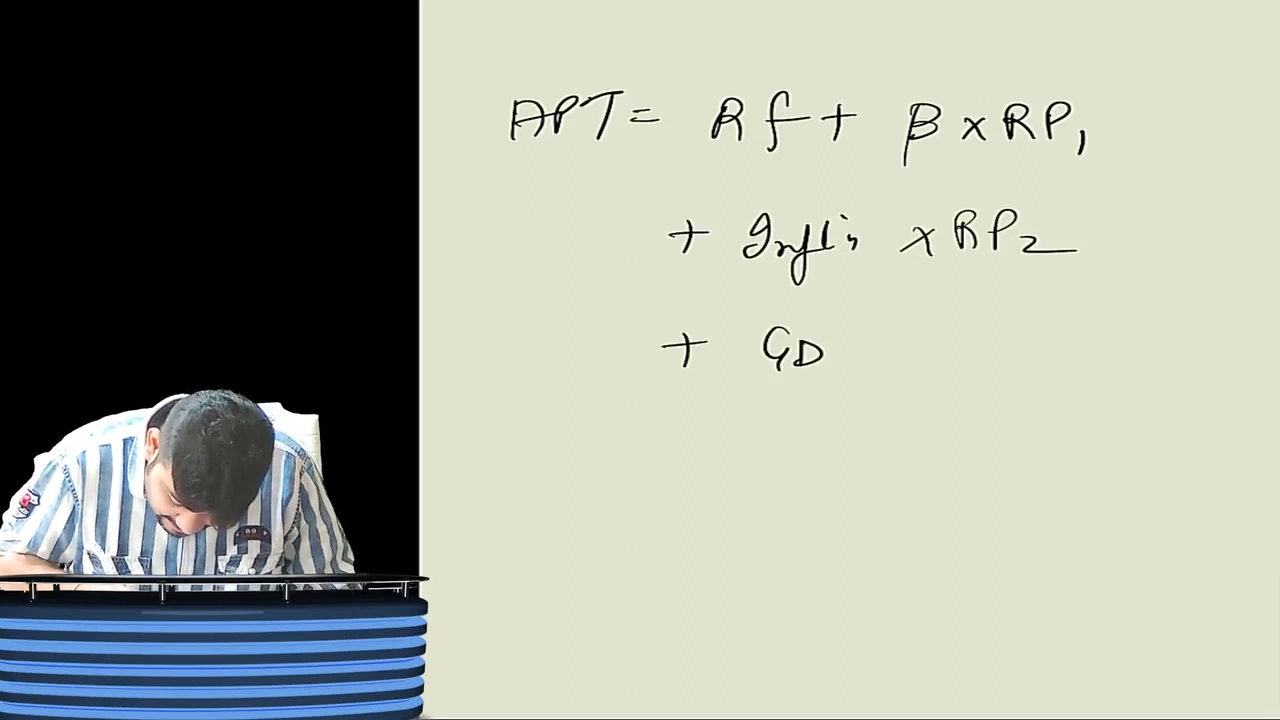 APT = Rf + β × RP1
+ Infl'n × RP2
+ GD